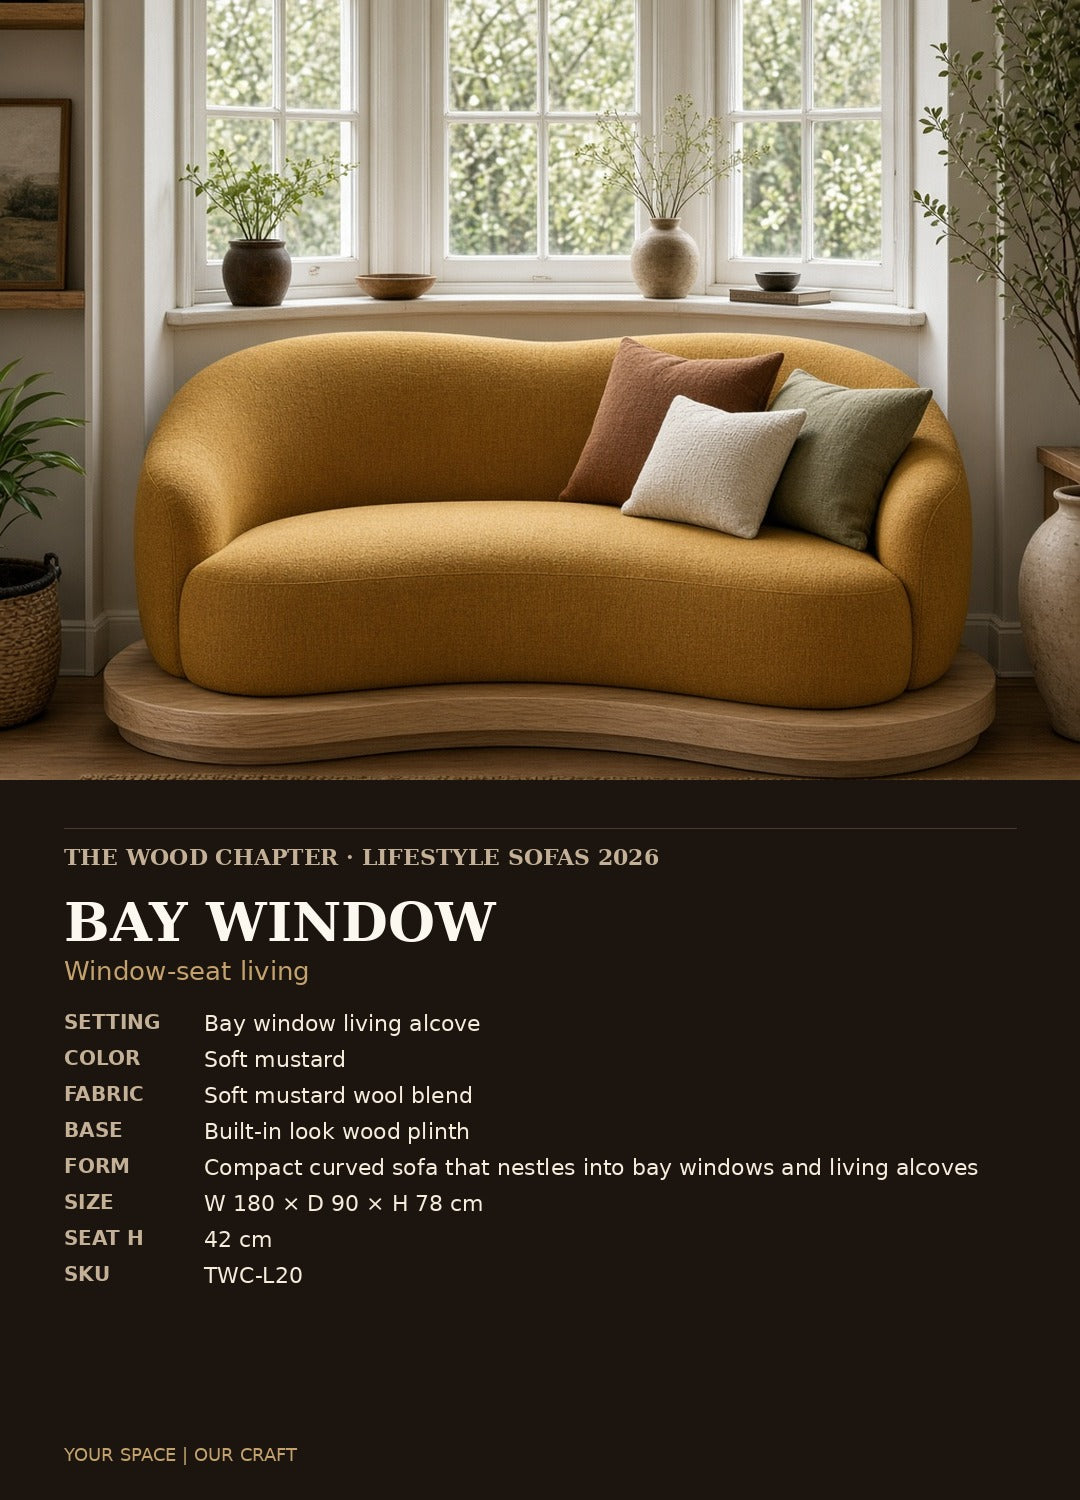 THE WOOD CHAPTER · LIFESTYLE SOFAS 2026
BAY WINDOW
Window-seat living
SETTING Bay window living alcove
COLOR Soft mustard
FABRIC Soft mustard wool blend
BASE Built-in look wood plinth
FORM Compact curved sofa that nestles into bay windows and living alcoves
SIZE W 180 × D 90 × H 78 cm
SEAT H 42 cm
SKU TWC-L20
YOUR SPACE | OUR CRAFT